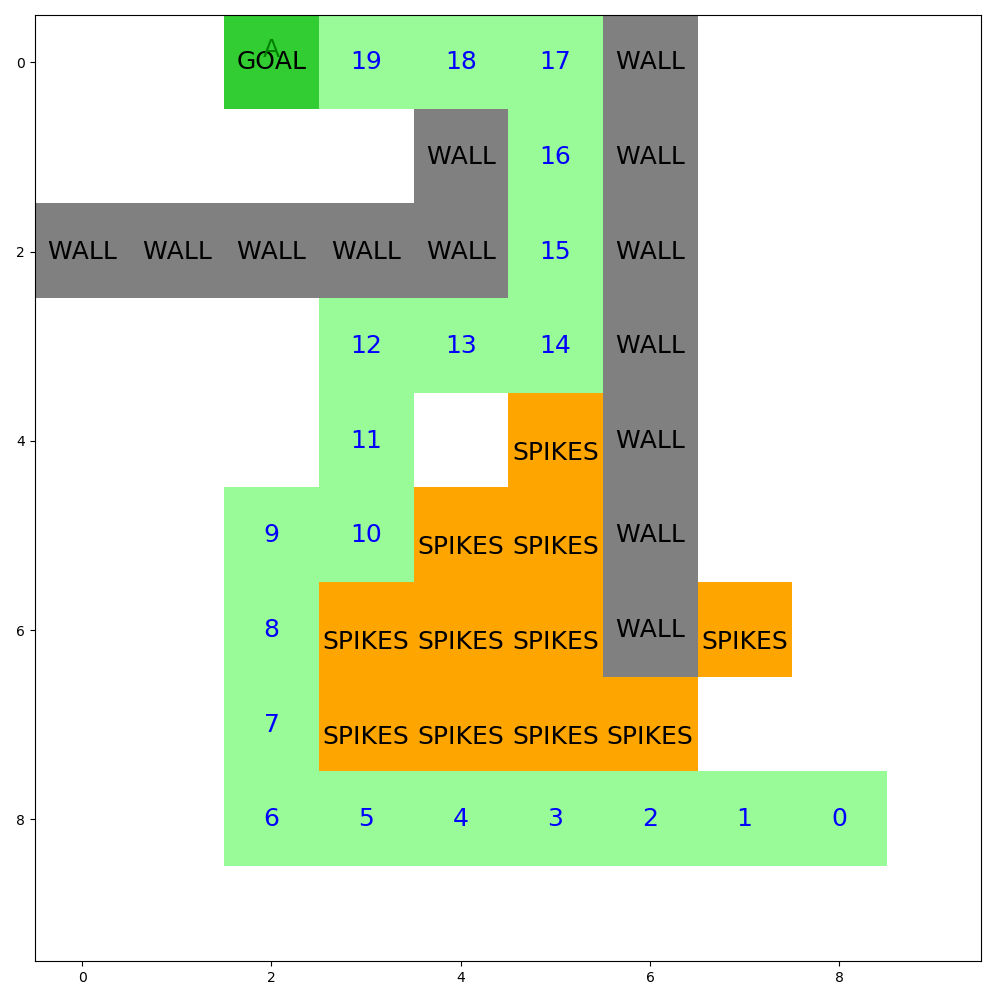 A
0 GOAL 19 18 17 WALL
WALL 16 WALL
2 WALL WALL WALL WALL WALL 15 WALL
12 13 14 WALL
4 11 SPIKES WALL
9 10 SPIKES SPIKES WALL
6 8 SPIKES SPIKES SPIKES WALL SPIKES
7 SPIKES SPIKES SPIKES SPIKES
8 6 5 4 3 2 1 0
0 2 4 6 8